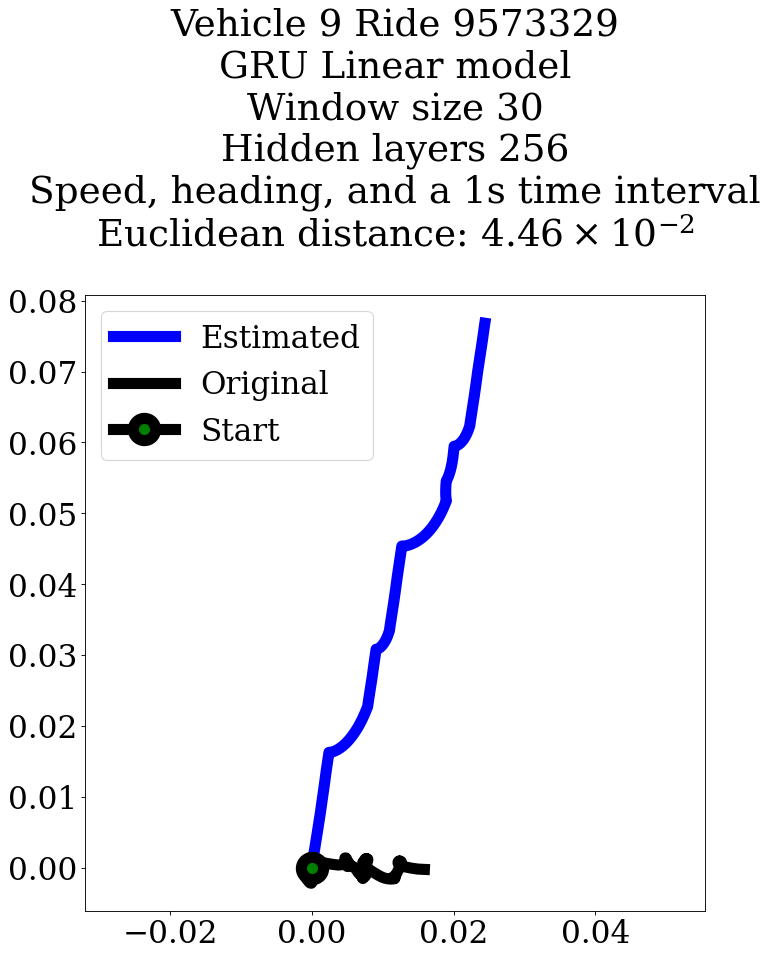 Vehicle 9 Ride 9573329
GRU Linear model
Window size 30
Hidden layers 256
Speed, heading, and a 1s time interval
Euclidean distance: 4.46 × 10⁻²
0.08
0.07
0.06
0.05
0.04
0.03
0.02
0.01
0.00
Estimated
Original
Start
−0.02 0.00 0.02 0.04